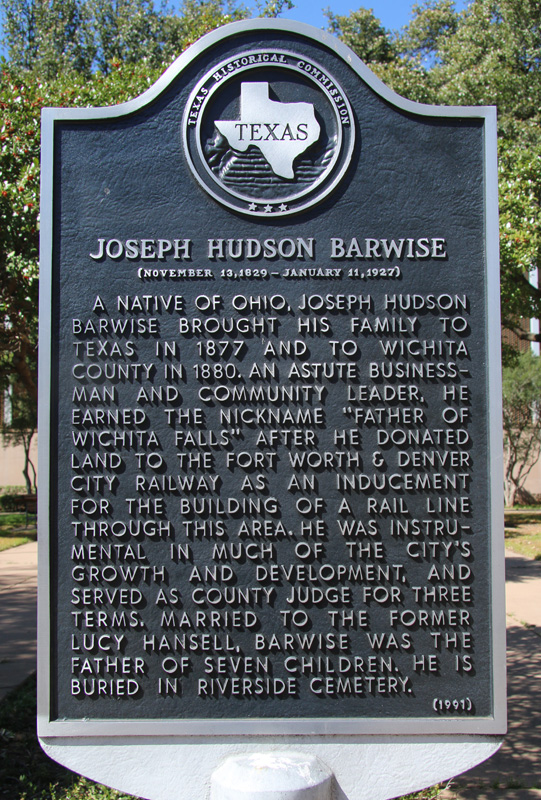 TEXAS HISTORICAL COMMISSION
TEXAS
JOSEPH HUDSON BARWISE
(NOVEMBER 13, 1829 – JANUARY 11, 1927)
A NATIVE OF OHIO, JOSEPH HUDSON
BARWISE BROUGHT HIS FAMILY TO
TEXAS IN 1877 AND TO WICHITA
COUNTY IN 1880. AN ASTUTE BUSINESS-
MAN AND COMMUNITY LEADER, HE
EARNED THE NICKNAME "FATHER OF
WICHITA FALLS" AFTER HE DONATED
LAND TO THE FORT WORTH & DENVER
CITY RAILWAY AS AN INDUCEMENT
FOR THE BUILDING OF A RAIL LINE
THROUGH THIS AREA. HE WAS INSTRU-
MENTAL IN MUCH OF THE CITY'S
GROWTH AND DEVELOPMENT, AND
SERVED AS COUNTY JUDGE FOR THREE
TERMS. MARRIED TO THE FORMER
LUCY HANSELL, BARWISE WAS THE
FATHER OF SEVEN CHILDREN. HE IS
BURIED IN RIVERSIDE CEMETERY.
(1991)